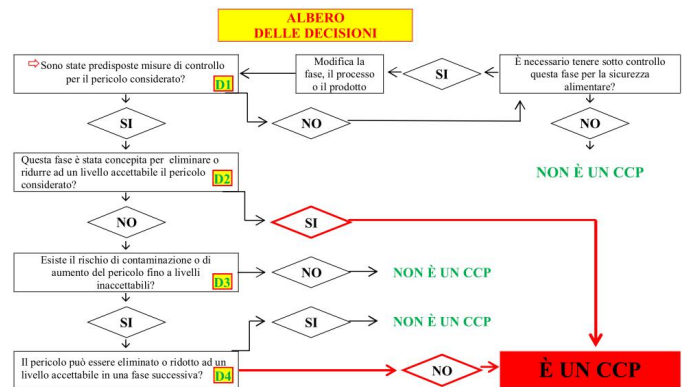 ALBERO
DELLE DECISIONI
⇨Sono state predisposte misure di controllo
per il pericolo considerato?
D1
Modifica la
fase, il processo
o il prodotto
SI
È necessario tenere sotto controllo
questa fase per la sicurezza
alimentare?
SI
NO
NO
NON È UN CCP
Questa fase è stata concepita per eliminare o
ridurre ad un livello accettabile il pericolo
considerato?
D2
NO
SI
Esiste il rischio di contaminazione o di
aumento del pericolo fino a livelli
inaccettabili?
D3
NO
NON È UN CCP
SI
SI
NON È UN CCP
Il pericolo può essere eliminato o ridotto ad un
livello accettabile in una fase successiva?
D4
NO
È UN CCP